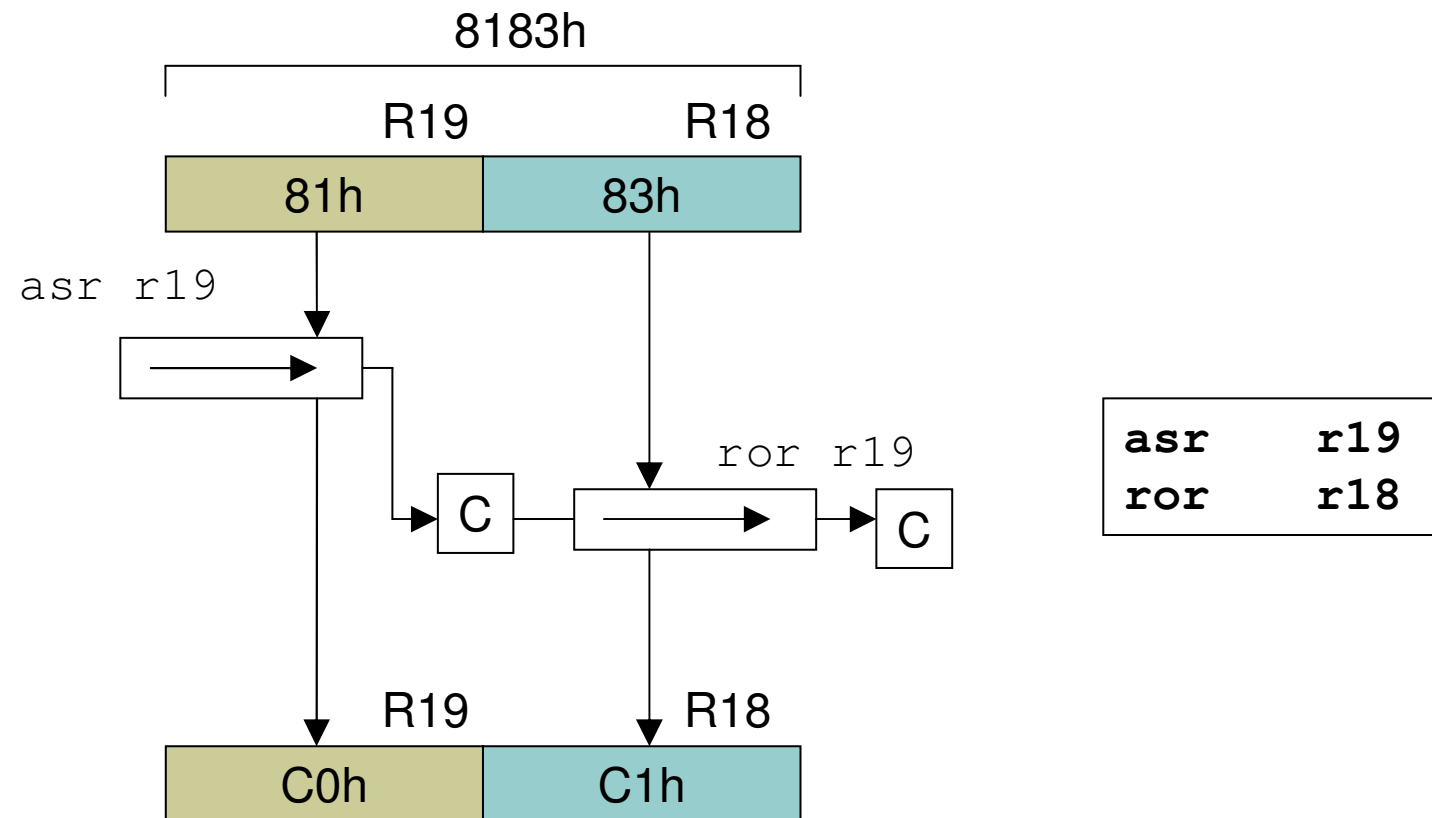 8183h
R19 R18
81h 83h
asr r19
ror r19
C
C
asr r19
ror r18
R19 R18
C0h C1h